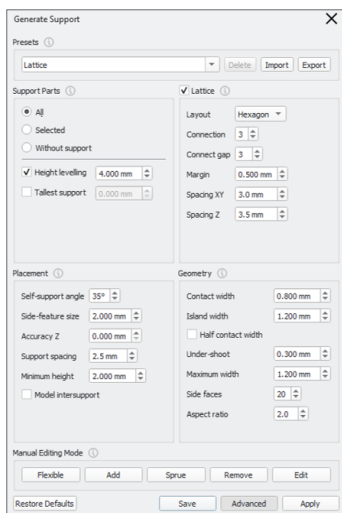 Generate Support
Presets
Lattice
Delete
Import
Export
Support Parts
All
Selected
Without support
Height levelling 4.000 mm
Tallest support 0.000 mm
Lattice
Layout Hexagon
Connection 3
Connect gap 3
Margin 0.500 mm
Spacing XY 3.0 mm
Spacing Z 3.5 mm
Placement
Self-support angle 35°
Side-feature size 2.000 mm
Accuracy Z 0.000 mm
Support spacing 2.5 mm
Minimum height 2.000 mm
Model intersupport
Geometry
Contact width 0.800 mm
Island width 1.200 mm
Half contact width
Under-shoot 0.300 mm
Maximum width 1.200 mm
Side faces 20
Aspect ratio 2.0
Manual Editing Mode
Flexible
Add
Sprue
Remove
Edit
Restore Defaults
Save
Advanced
Apply